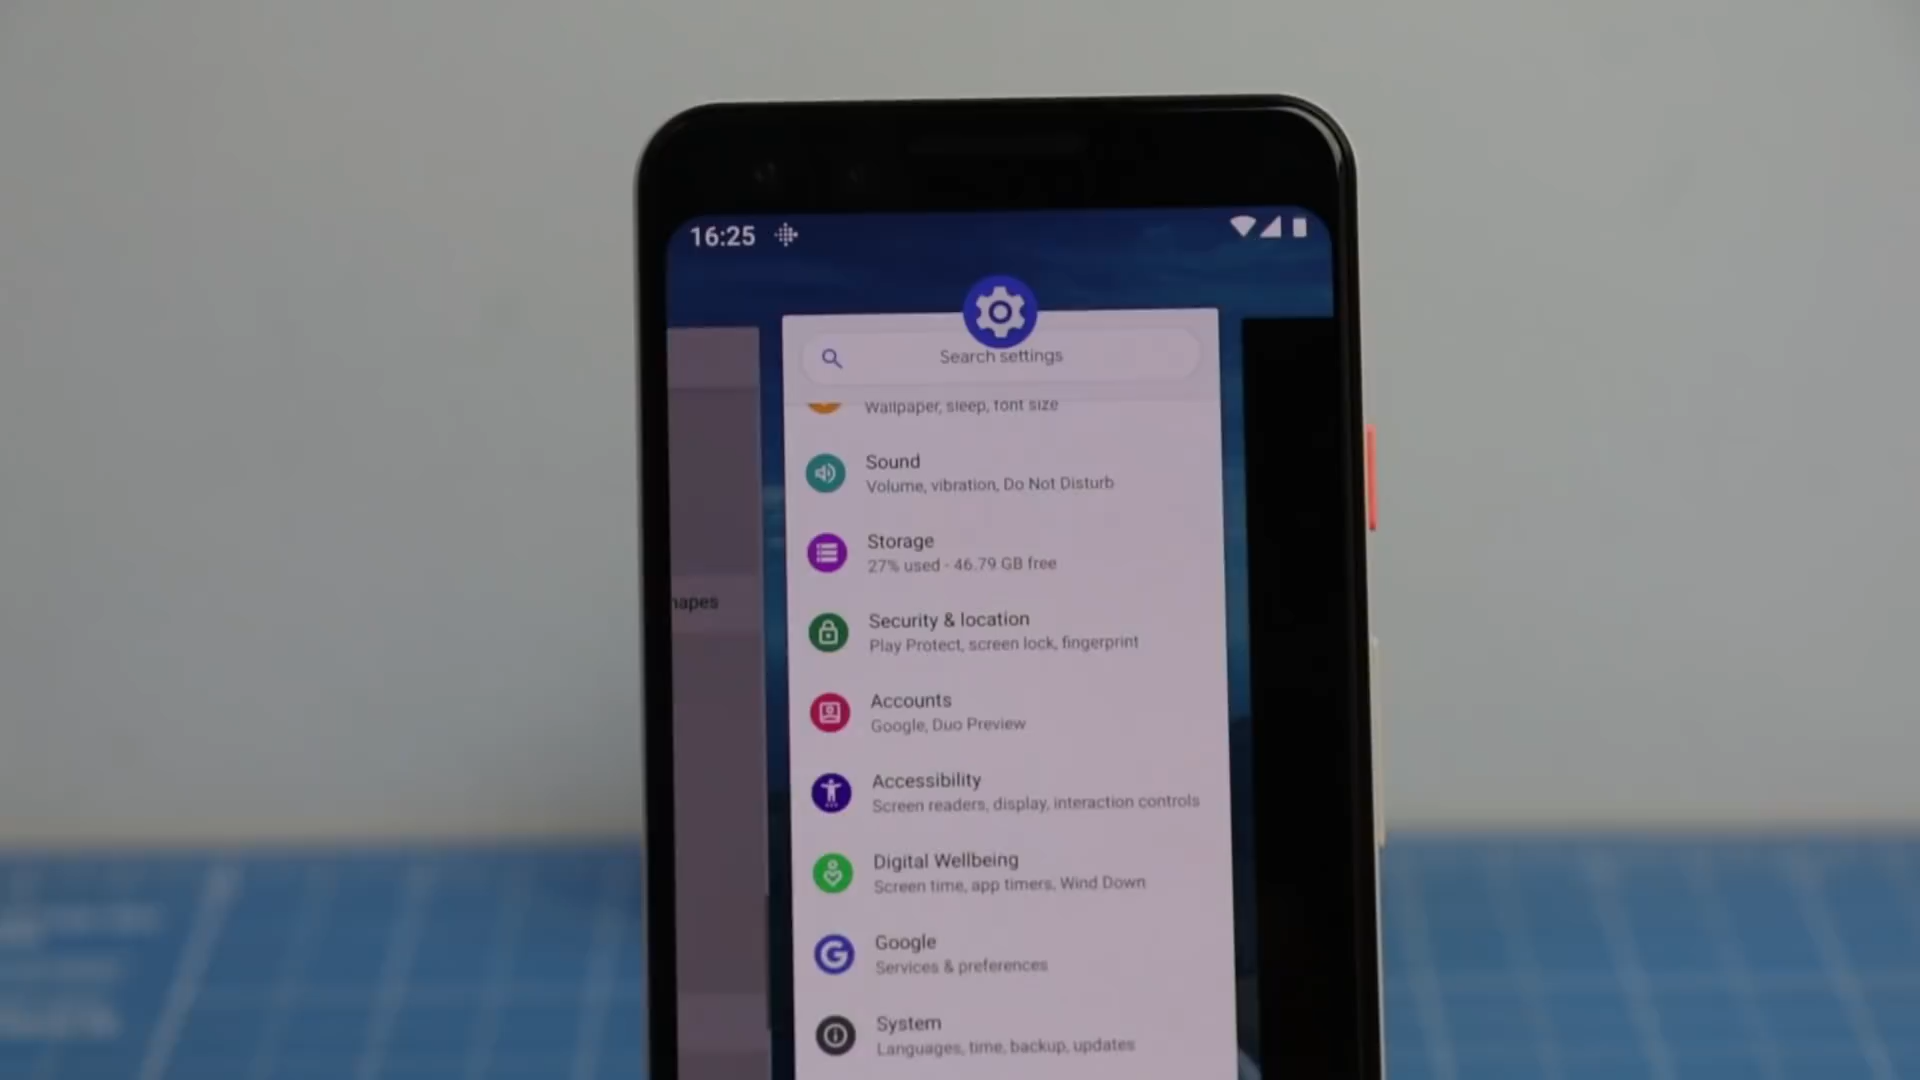 16:25
Search settings
Wallpaper, sleep, font size
Sound
Volume, vibration, Do Not Disturb
Storage
27% used - 46.79 GB free
hapes
Security & location
Play Protect, screen lock, fingerprint
Accounts
Google, Duo Preview
Accessibility
Screen readers, display, interaction controls
Digital Wellbeing
Screen time, app timers, Wind Down
Google
Services & preferences
System
Languages, time, backup, updates